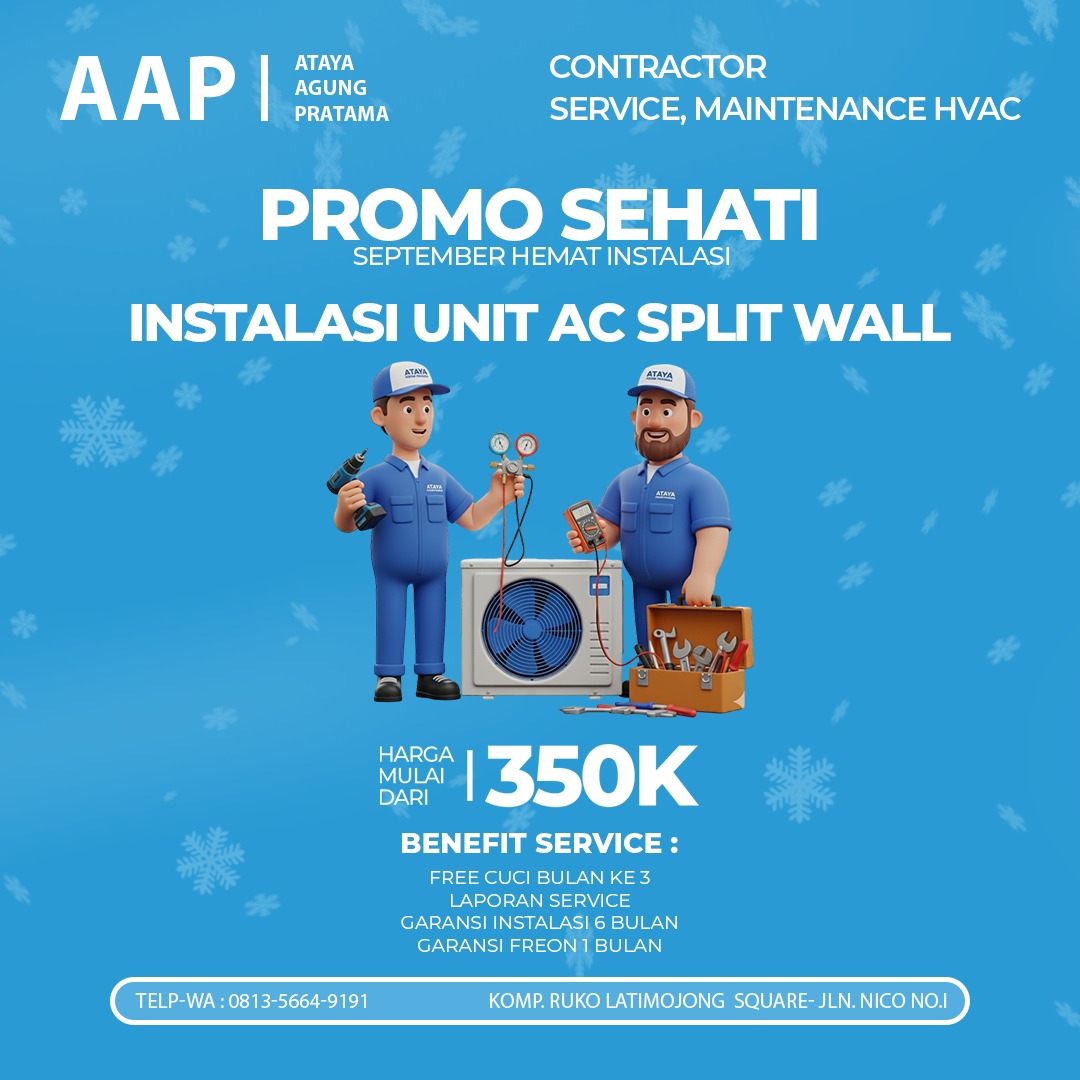 AAP
ATAYA
AGUNG
PRATAMA
CONTRACTOR
SERVICE, MAINTENANCE HVAC
PROMO SEHATI
SEPTEMBER HEMAT INSTALASI
INSTALASI UNIT AC SPLIT WALL
ATAYA
ATAYA
ATAYA
ATAYA
HARGA
MULAI
DARI
350K
BENEFIT SERVICE :
FREE CUCI BULAN KE 3
LAPORAN SERVICE
GARANSI INSTALASI 6 BULAN
GARANSI FREON 1 BULAN
TELP-WA : 0813-5664-9191
KOMP. RUKO LATIMOJONG SQUARE- JLN. NICO NO.I